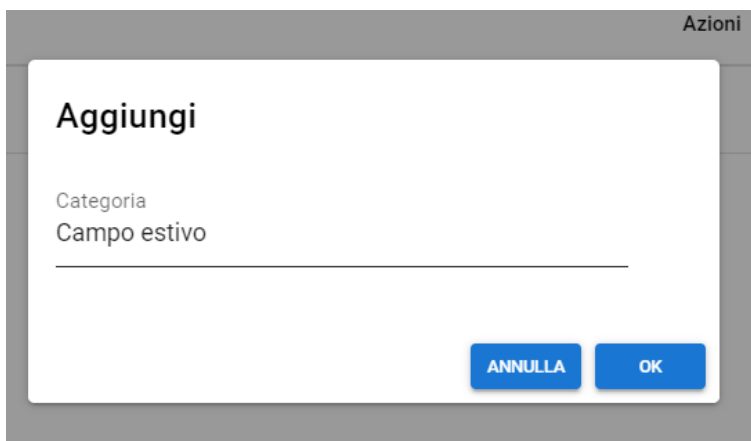 Azioni
Aggiungi
Categoria
Campo estivo
ANNULLA OK